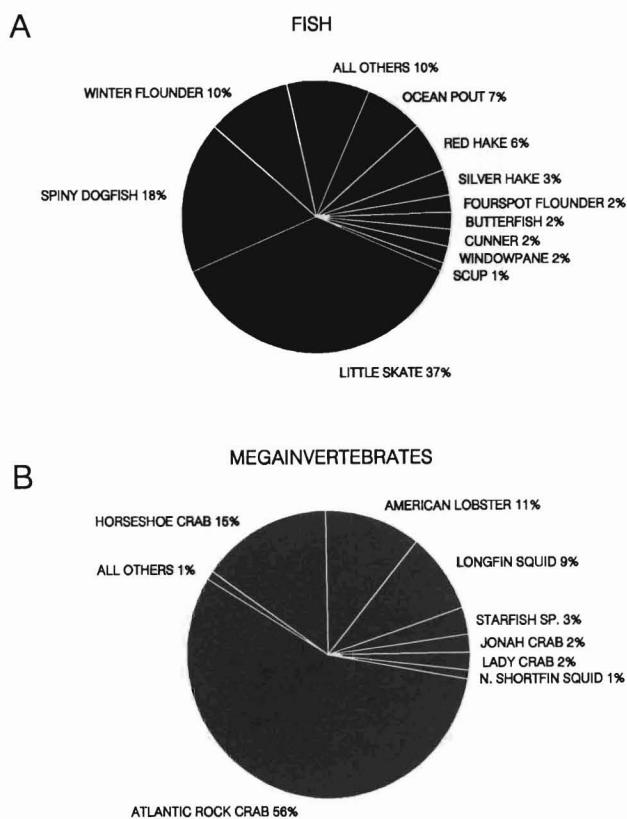 A
FISH
ALL OTHERS 10%
WINTER FLOUNDER 10%
OCEAN POUT 7%
RED HAKE 6%
SILVER HAKE 3%
SPINY DOGFISH 18%
FOURSPOT FLOUNDER 2%
BUTTERFISH 2%
CUNNER 2%
WINDOWPANE 2%
SCUP 1%
LITTLE SKATE 37%
B
MEGAINVERTEBRATES
AMERICAN LOBSTER 11%
HORSESHOE CRAB 15%
LONGFIN SQUID 9%
ALL OTHERS 1%
STARFISH SP. 3%
JONAH CRAB 2%
LADY CRAB 2%
N. SHORTFIN SQUID 1%
ATLANTIC ROCK CRAB 56%